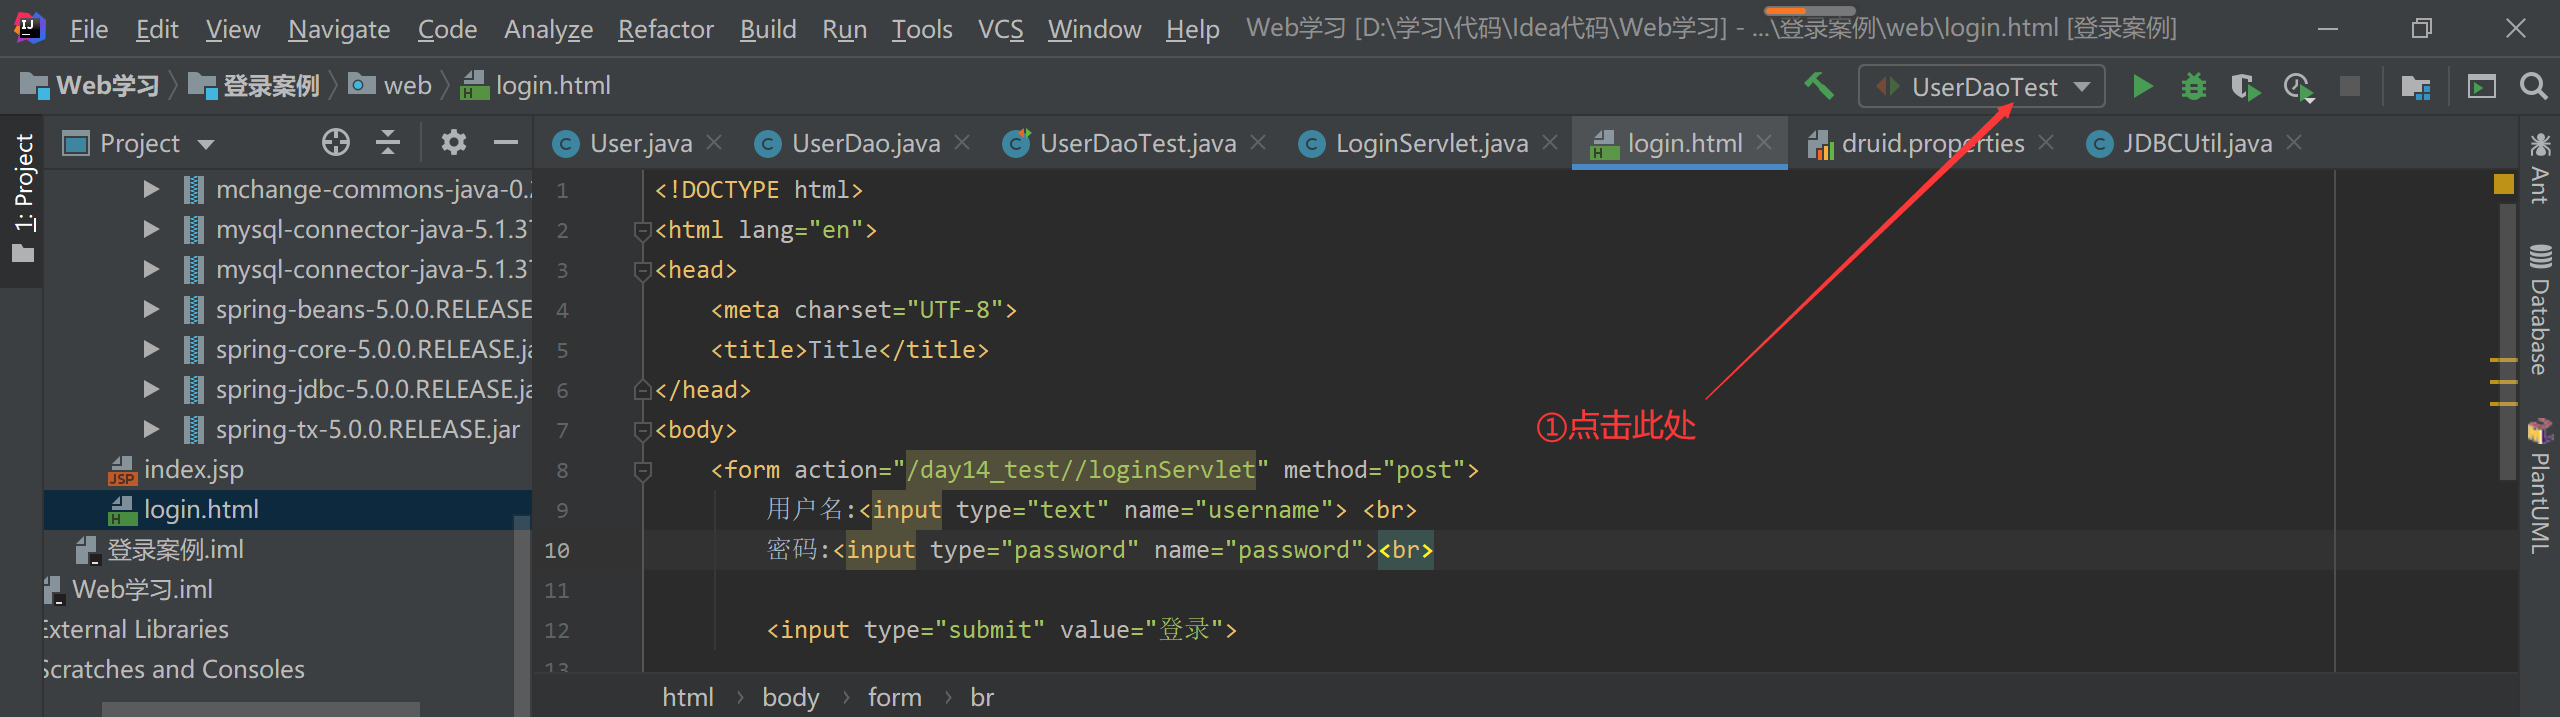 File Edit View Navigate Code Analyze Refactor Build Run Tools VCS Window Help Web学习 [D:\学习\代码\Idea代码\Web学习] - ...\登录案例\web\login.html [登录案例]
Web学习 登录案例 web login.html UserDaoTest
1: Project
Project
User.java UserDao.java UserDaoTest.java LoginServlet.java login.html druid.properties JDBCUtil.java
mchange-commons-java-0.2
mysql-connector-java-5.1.37
mysql-connector-java-5.1.37
spring-beans-5.0.0.RELEASE
spring-core-5.0.0.RELEASE.ja
spring-jdbc-5.0.0.RELEASE.ja
spring-tx-5.0.0.RELEASE.jar
index.jsp
login.html
登录案例.iml
Web学习.iml
External Libraries
Scratches and Consoles
1 <!DOCTYPE html>
2 <html lang="en">
3 <head>
4 <meta charset="UTF-8">
5 <title>Title</title>
6 </head>
7 <body>
8 <form action="/day14_test//loginServlet" method="post">
9 用户名:<input type="text" name="username"> <br>
10 密码:<input type="password" name="password"><br>
11
12 <input type="submit" value="登录">
13
①点击此处
html body form br
Ant
Database
PlantUML